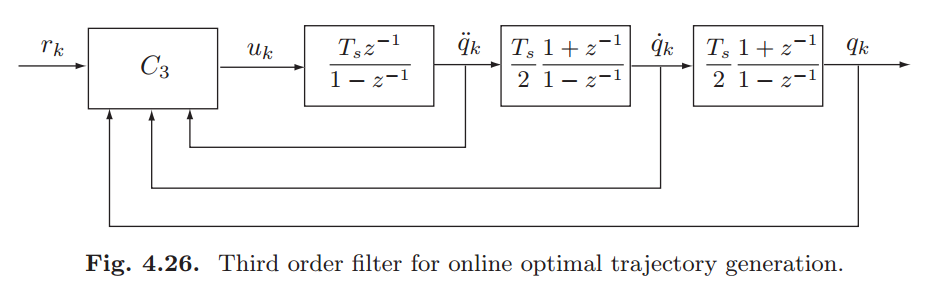 r_k
C_3
u_k
T_s z^{-1}
1 − z^{-1}
q̈_k
T_s 1 + z^{-1}
2 1 − z^{-1}
q̇_k
T_s 1 + z^{-1}
2 1 − z^{-1}
q_k
Fig. 4.26. Third order filter for online optimal trajectory generation.